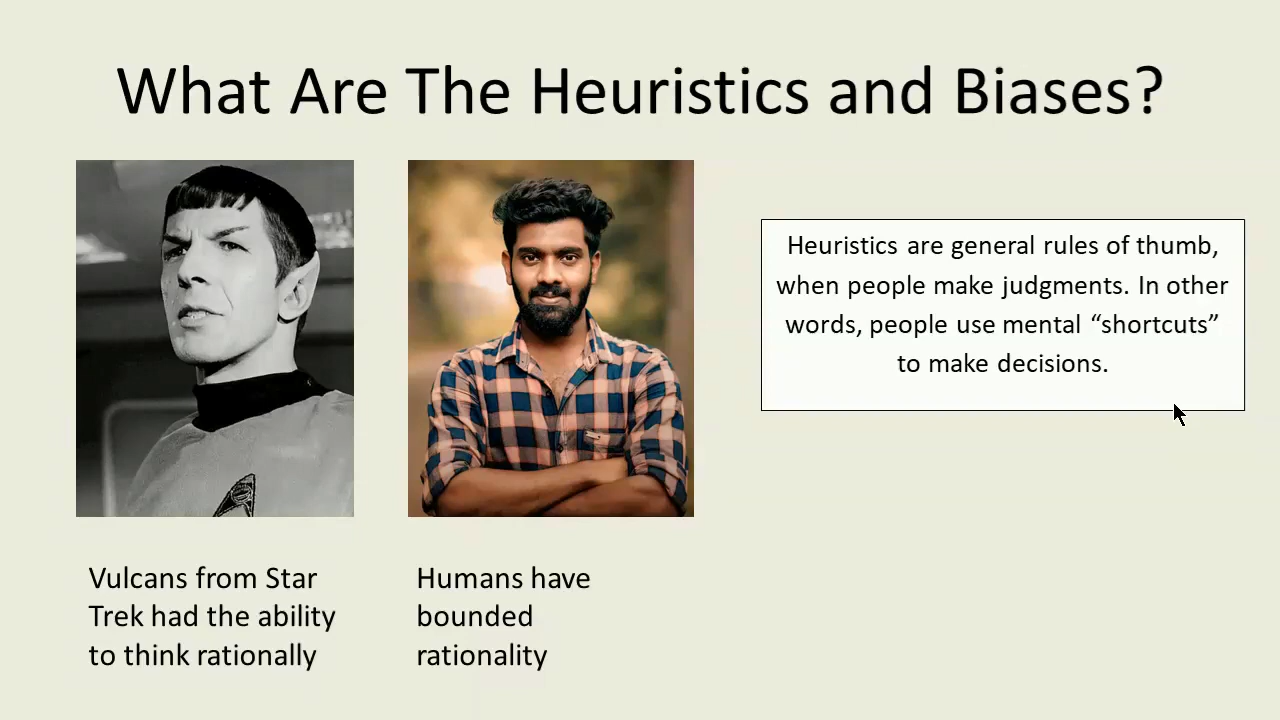 What Are The Heuristics and Biases?
Heuristics are general rules of thumb,
when people make judgments. In other
words, people use mental “shortcuts”
to make decisions.
Vulcans from Star
Trek had the ability
to think rationally
Humans have
bounded
rationality